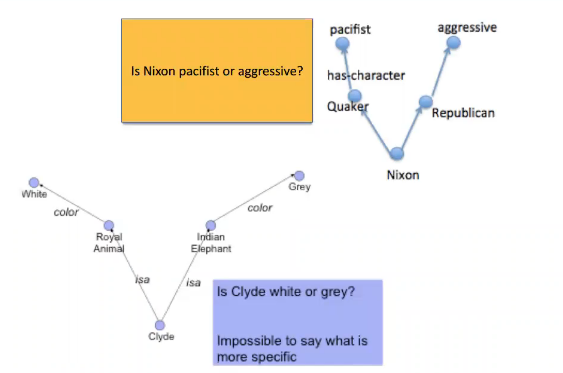 pacifist
aggressive
Is Nixon pacifist or aggressive?
has-character
Quaker
Republican
Nixon
White
Grey
color
color
Royal
Animal
Indian
Elephant
isa
isa
Is Clyde white or grey?
Clyde
Impossible to say what is
more specific